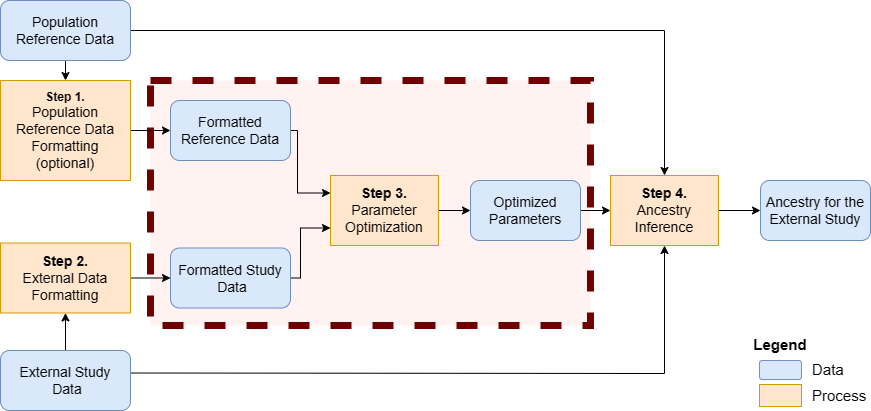 Population
Reference Data
Step 1.
Population
Reference Data
Formatting
(optional)
Formatted
Reference Data
Step 3.
Parameter
Optimization
Optimized
Parameters
Step 4.
Ancestry
Inference
Ancestry for the
External Study
Step 2.
External Data
Formatting
Formatted Study
Data
External Study
Data
Legend
Data
Process